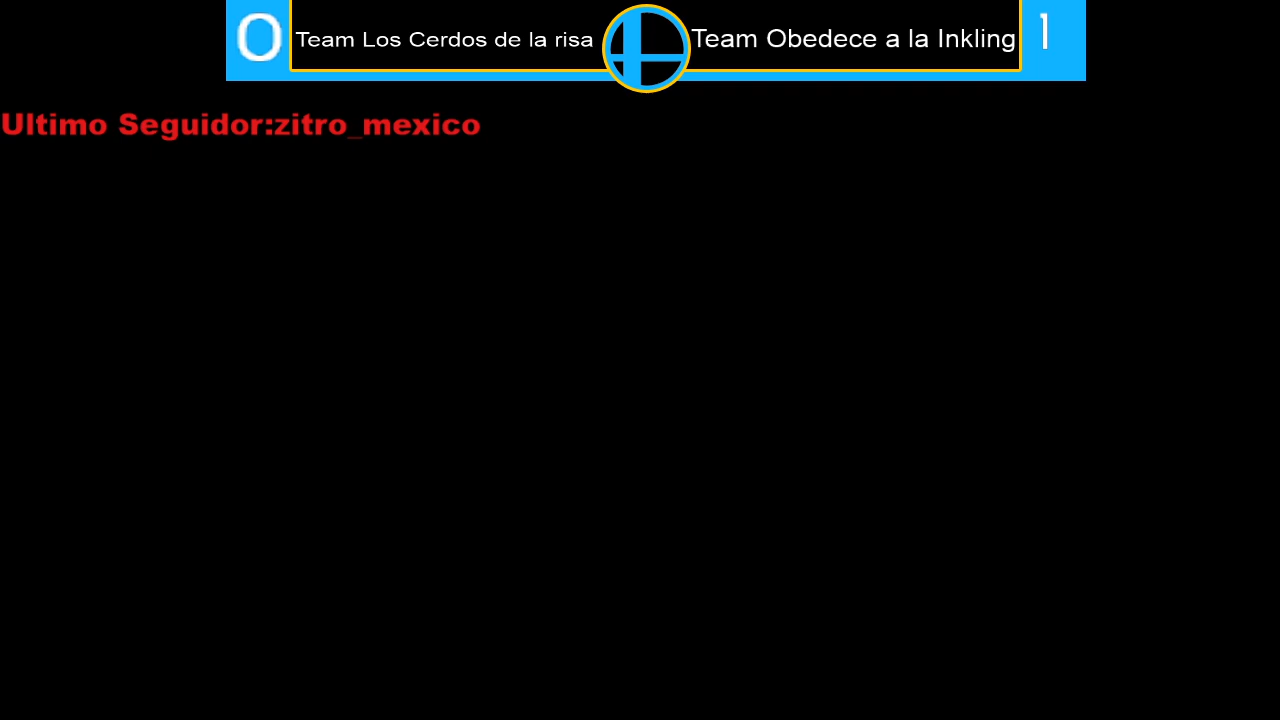 0 Team Los Cerdos de la risa Team Obedece a la Inkling 1
Ultimo Seguidor:zitro_mexico